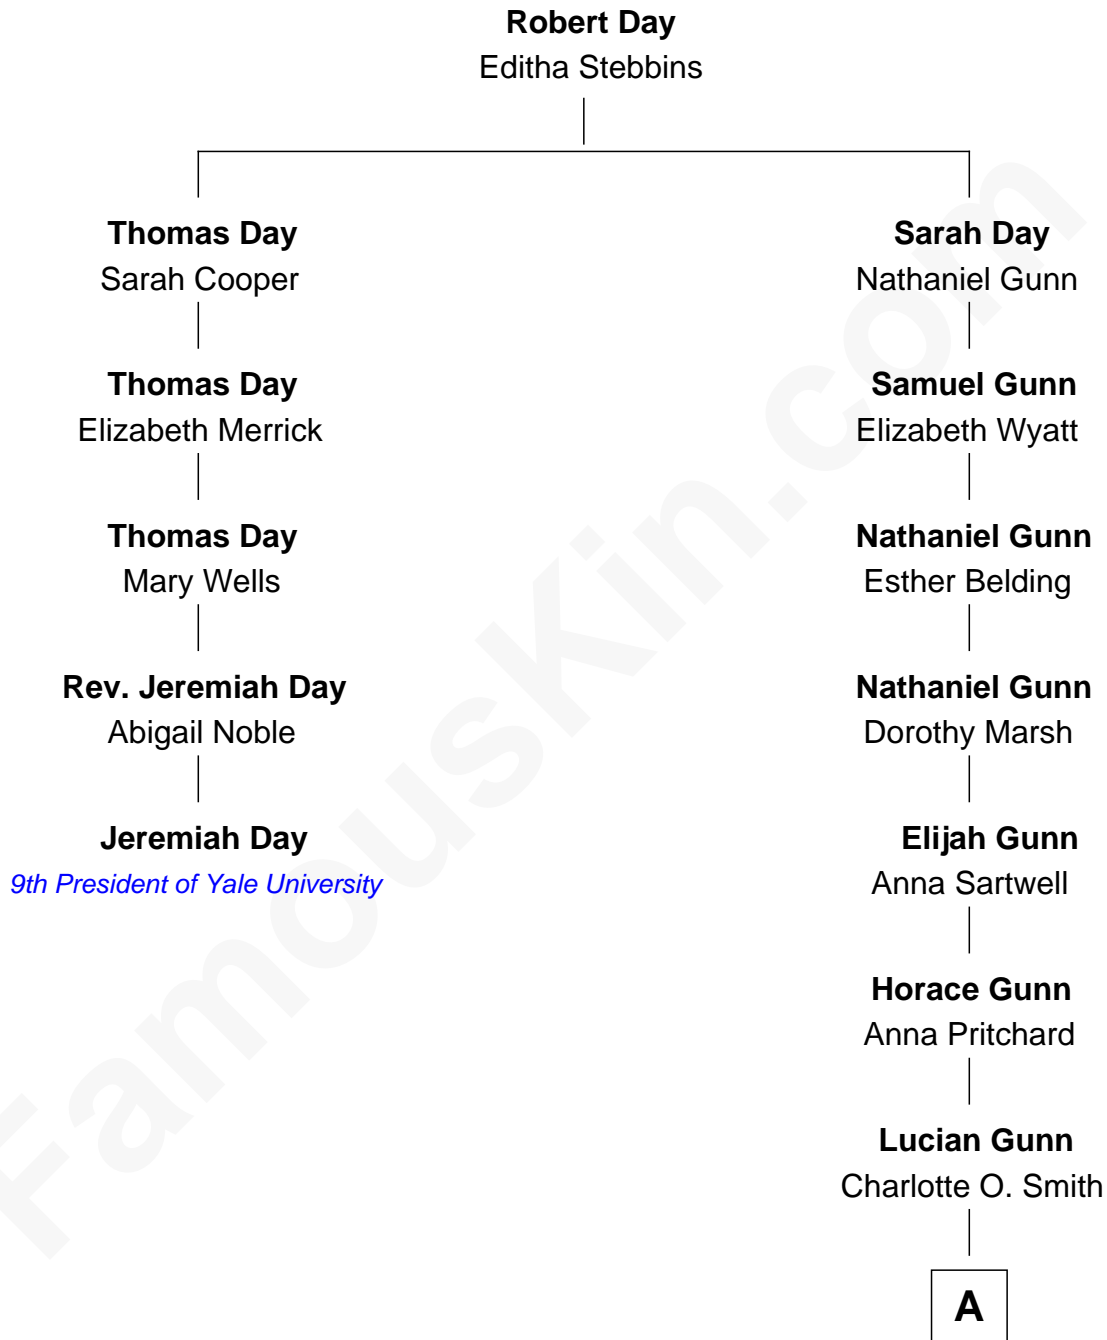 Robert Day
Editha Stebbins
Thomas Day
Sarah Cooper
Thomas Day
Elizabeth Merrick
Thomas Day
Mary Wells
Rev. Jeremiah Day
Abigail Noble
Jeremiah Day
9th President of Yale University
Sarah Day
Nathaniel Gunn
Samuel Gunn
Elizabeth Wyatt
Nathaniel Gunn
Esther Belding
Nathaniel Gunn
Dorothy Marsh
Elijah Gunn
Anna Sartwell
Horace Gunn
Anna Pritchard
Lucian Gunn
Charlotte O. Smith
A
FamousKin.com